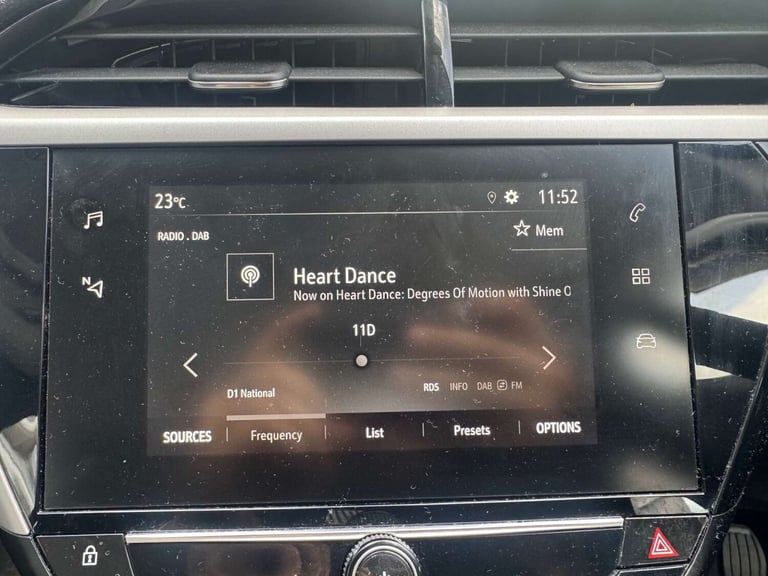 23°C 11:52
RADIO . DAB Mem
Heart Dance
Now on Heart Dance: Degrees Of Motion with Shine O
11D
N
D1 National RDS INFO DAB FM
SOURCES Frequency List Presets OPTIONS